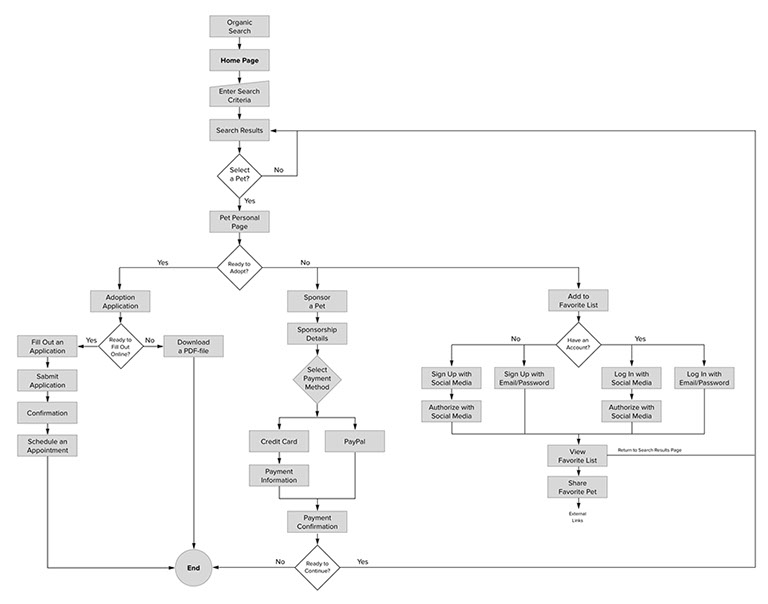 Organic
Search
Home Page
Enter Search
Criteria
Search Results
Select
a Pet?
No
Yes
Pet Personal
Page
Ready to
Adopt?
Yes
No
Adoption
Application
Sponsor
a Pet
Add to
Favorite List
Ready to
Fill Out
Online?
Yes
No
Fill Out an
Application
Download
a PDF-file
Sabmit
Application
Confirmation
Schedule an
Appointment
Sponsorship
Details
Select
Payment
Method
Credit Card
PayPal
Payment
Information
Payment
Confirmation
Have an
Account?
No
Yes
Sign Up with
Social Media
Sign Up with
Email/Password
Log In with
Social Media
Log In with
Email/Password
Authorize with
Social Media
Authorize with
Social Media
View
Favorite List
Return to Search Results Page
Share
Favorite Pet
External
Links
End
No
Ready to
Continue?
Yes